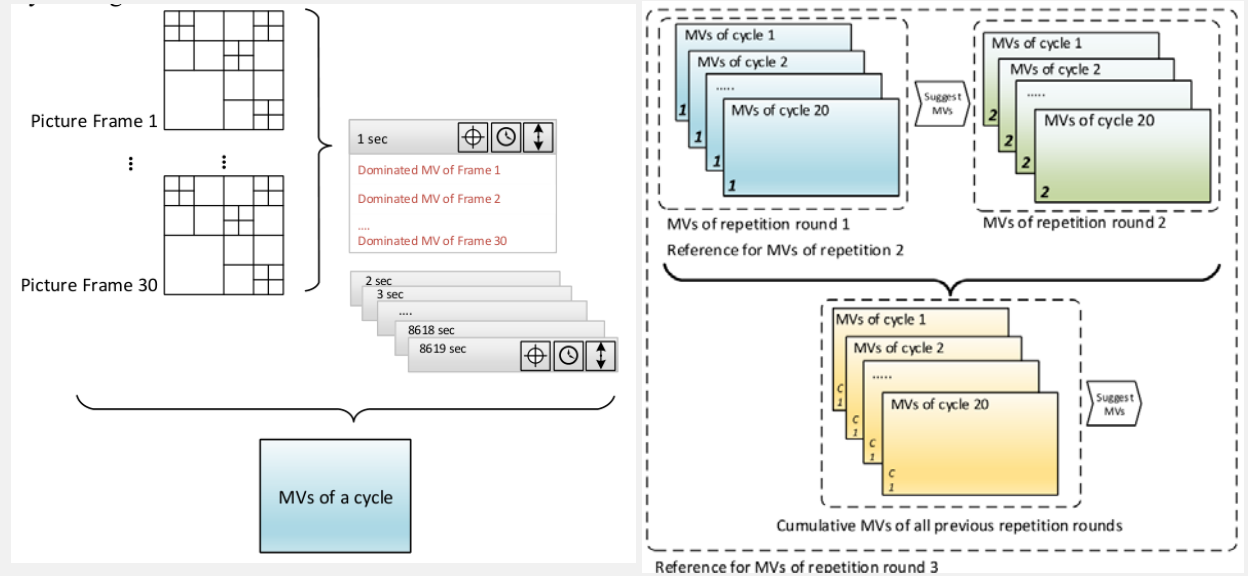 Picture Frame 1
Picture Frame 30
1 sec
Dominated MV of Frame 1
Dominated MV of Frame 2
....
Dominated MV of Frame 30
2 sec
3 sec
....
8618 sec
8619 sec
MVs of a cycle
MVs of cycle 1
1
MVs of cycle 2
1
.....
1
MVs of cycle 20
1
Suggest
MVs
MVs of cycle 1
2
MVs of cycle 2
2
.....
2
MVs of cycle 20
2
MVs of repetition round 1
MVs of repetition round 2
Reference for MVs of repetition 2
MVs of cycle 1
C
1
MVs of cycle 2
C
1
.....
C
1
MVs of cycle 20
C
1
Suggest
MVs
Cumulative MVs of all previous repetition rounds
Reference for MVs of repetition round 3